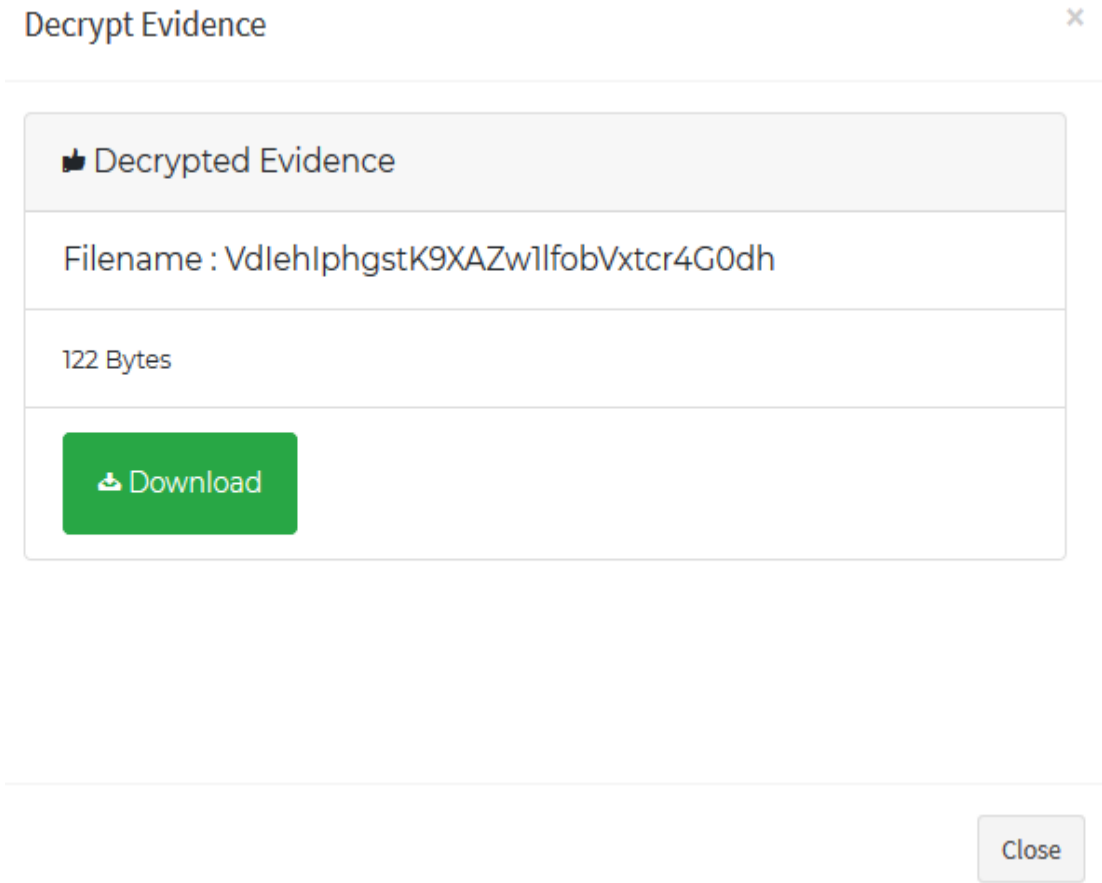 Decrypt Evidence
×
Decrypted Evidence
Filename : VdIehIphgstK9XAZw1lfobVxtcr4G0dh
122 Bytes
Download
Close